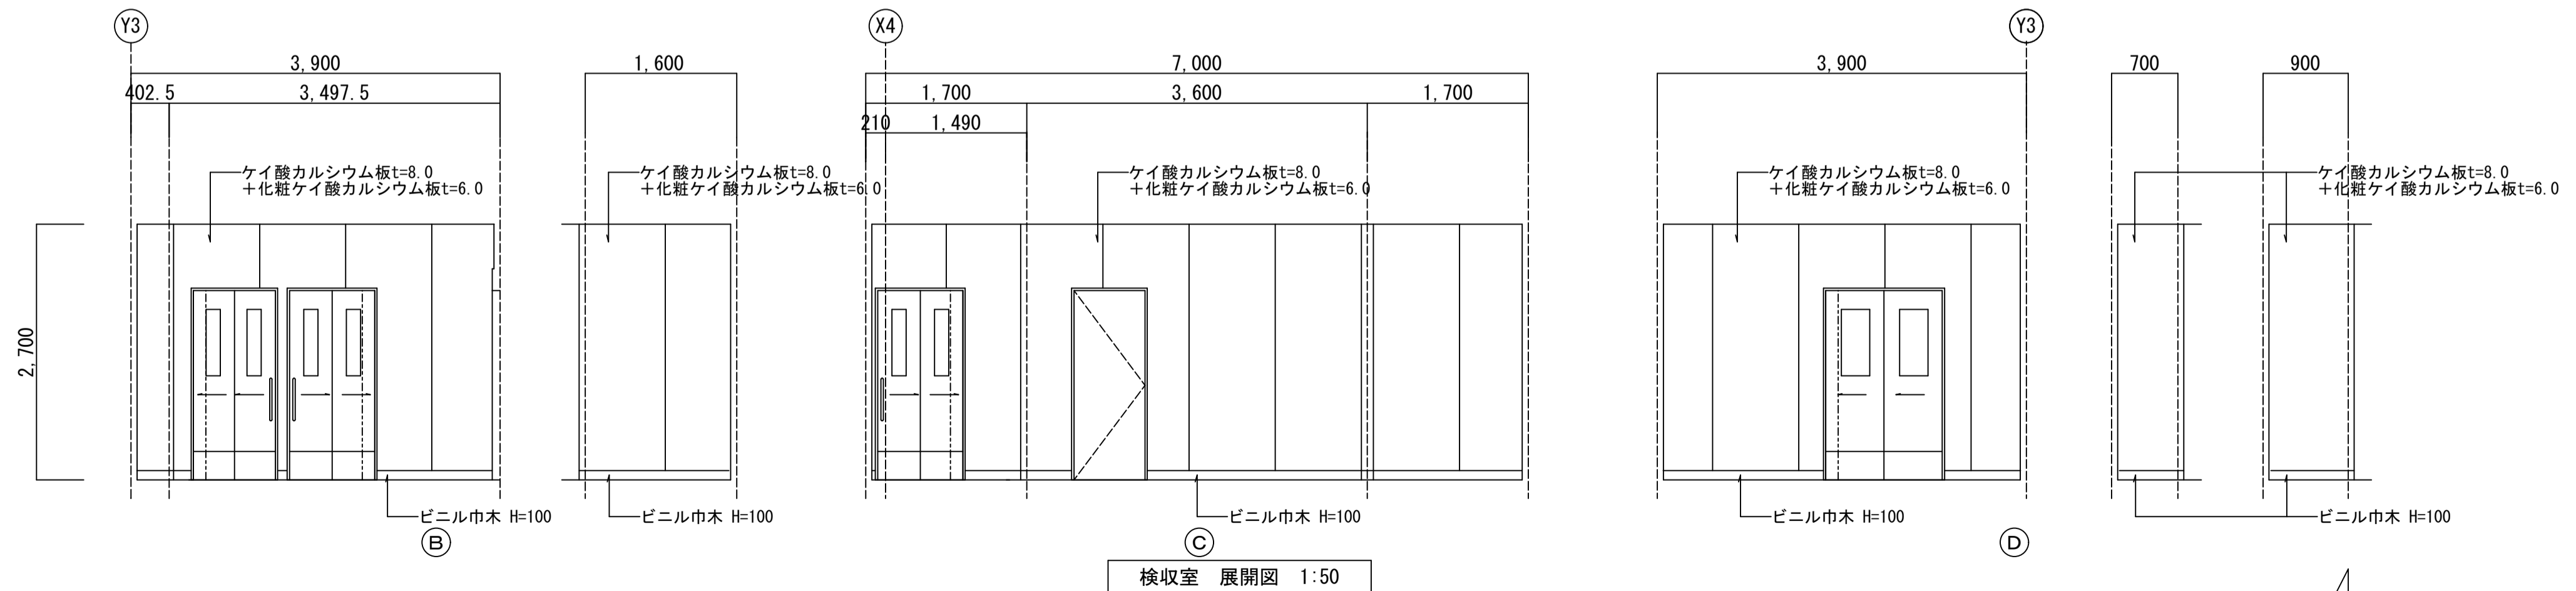 Y3
X4
Y3
3,900
1,600
7,000
3,900
700
900
402.5
3,497.5
1,700
3,600
1,700
210
1,490
ケイ酸カルシウム板t=8.0
+化粧ケイ酸カルシウム板t=6.0
ケイ酸カルシウム板t=8.0
+化粧ケイ酸カルシウム板t=6.0
ケイ酸カルシウム板t=8.0
+化粧ケイ酸カルシウム板t=6.0
ケイ酸カルシウム板t=8.0
+化粧ケイ酸カルシウム板t=6.0
ケイ酸カルシウム板t=8.0
+化粧ケイ酸カルシウム板t=6.0
2,700
ビニル巾木 H=100
ビニル巾木 H=100
ビニル巾木 H=100
ビニル巾木 H=100
ビニル巾木 H=100
B
C
D
検収室 展開図 1:50